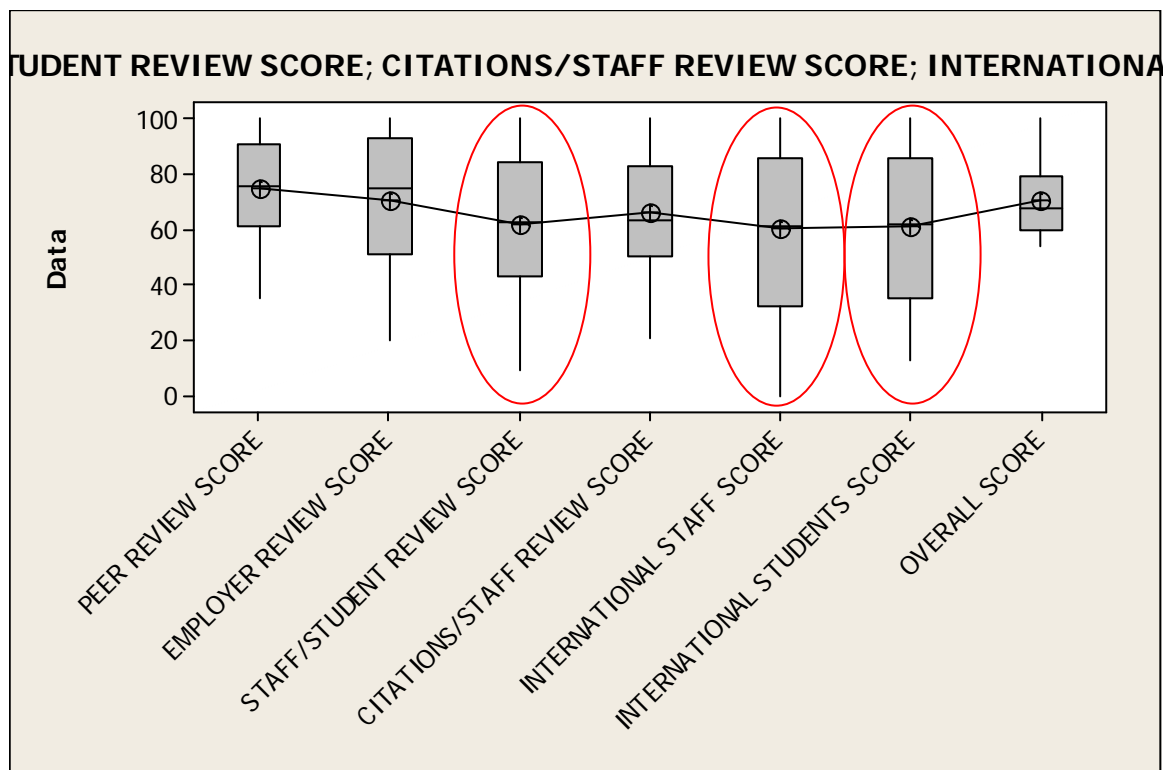 TUDENT REVIEW SCORE; CITATIONS/STAFF REVIEW SCORE; INTERNATIONA
Data
100
80
60
40
20
0
PEER REVIEW SCORE
EMPLOYER REVIEW SCORE
STAFF/STUDENT REVIEW SCORE
CITATIONS/STAFF REVIEW SCORE
INTERNATIONAL STAFF SCORE
INTERNATIONAL STUDENTS SCORE
OVERALL SCORE